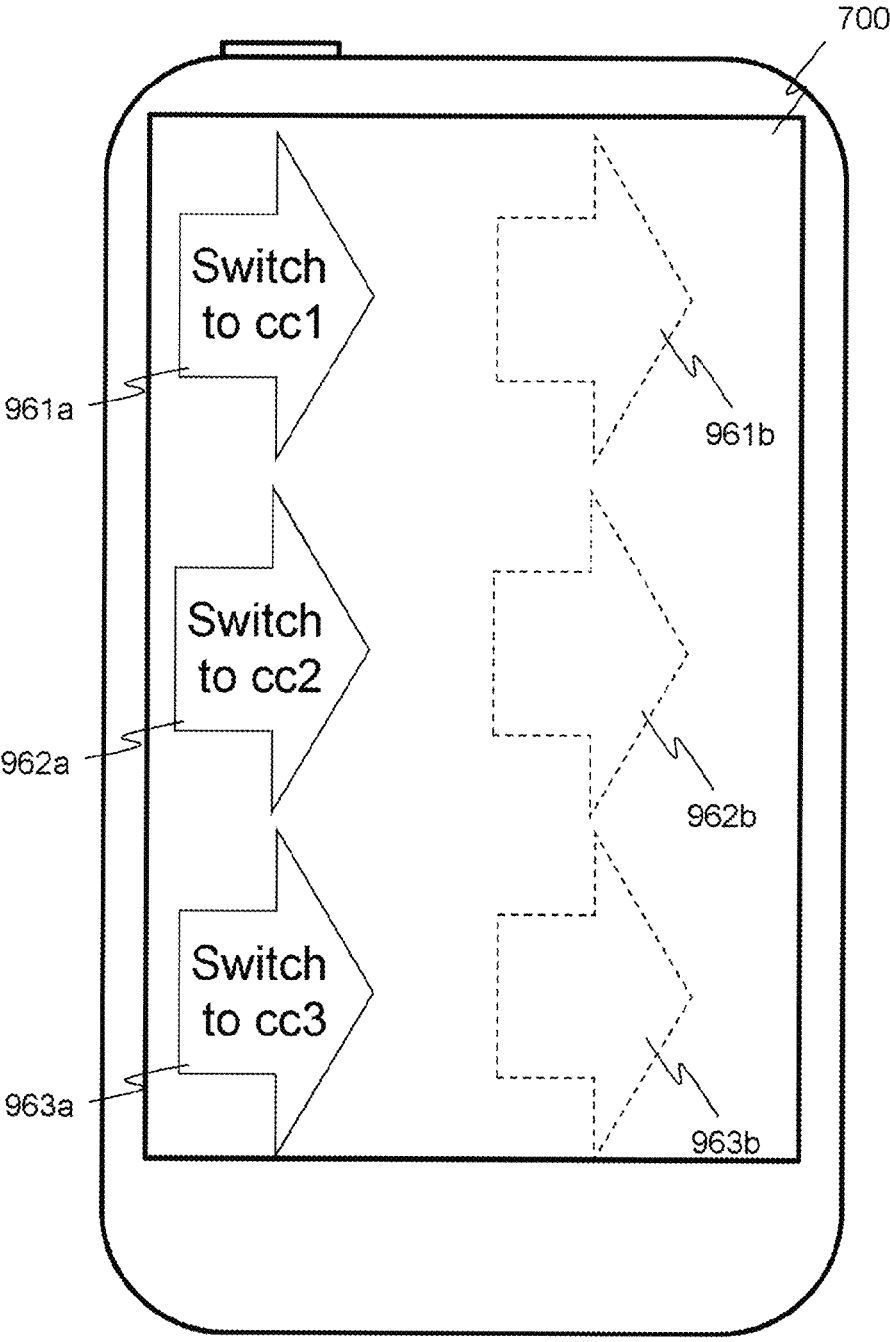 700
Switch
to cc1
961a
961b
Switch
to cc2
962a
962b
Switch
to cc3
963a
963b